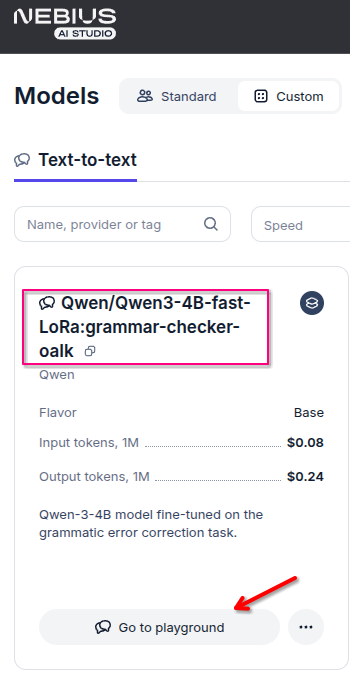 NEBIUS
AI STUDIO
Models
Standard
Custom
Text-to-text
Name, provider or tag
Speed
Qwen/Qwen3-4B-fast-
LoRa:grammar-checker-
oalk
Qwen
Flavor Base
Input tokens, 1M $0.08
Output tokens, 1M $0.24
Qwen-3-4B model fine-tuned on the
grammatic error correction task.
Go to playground